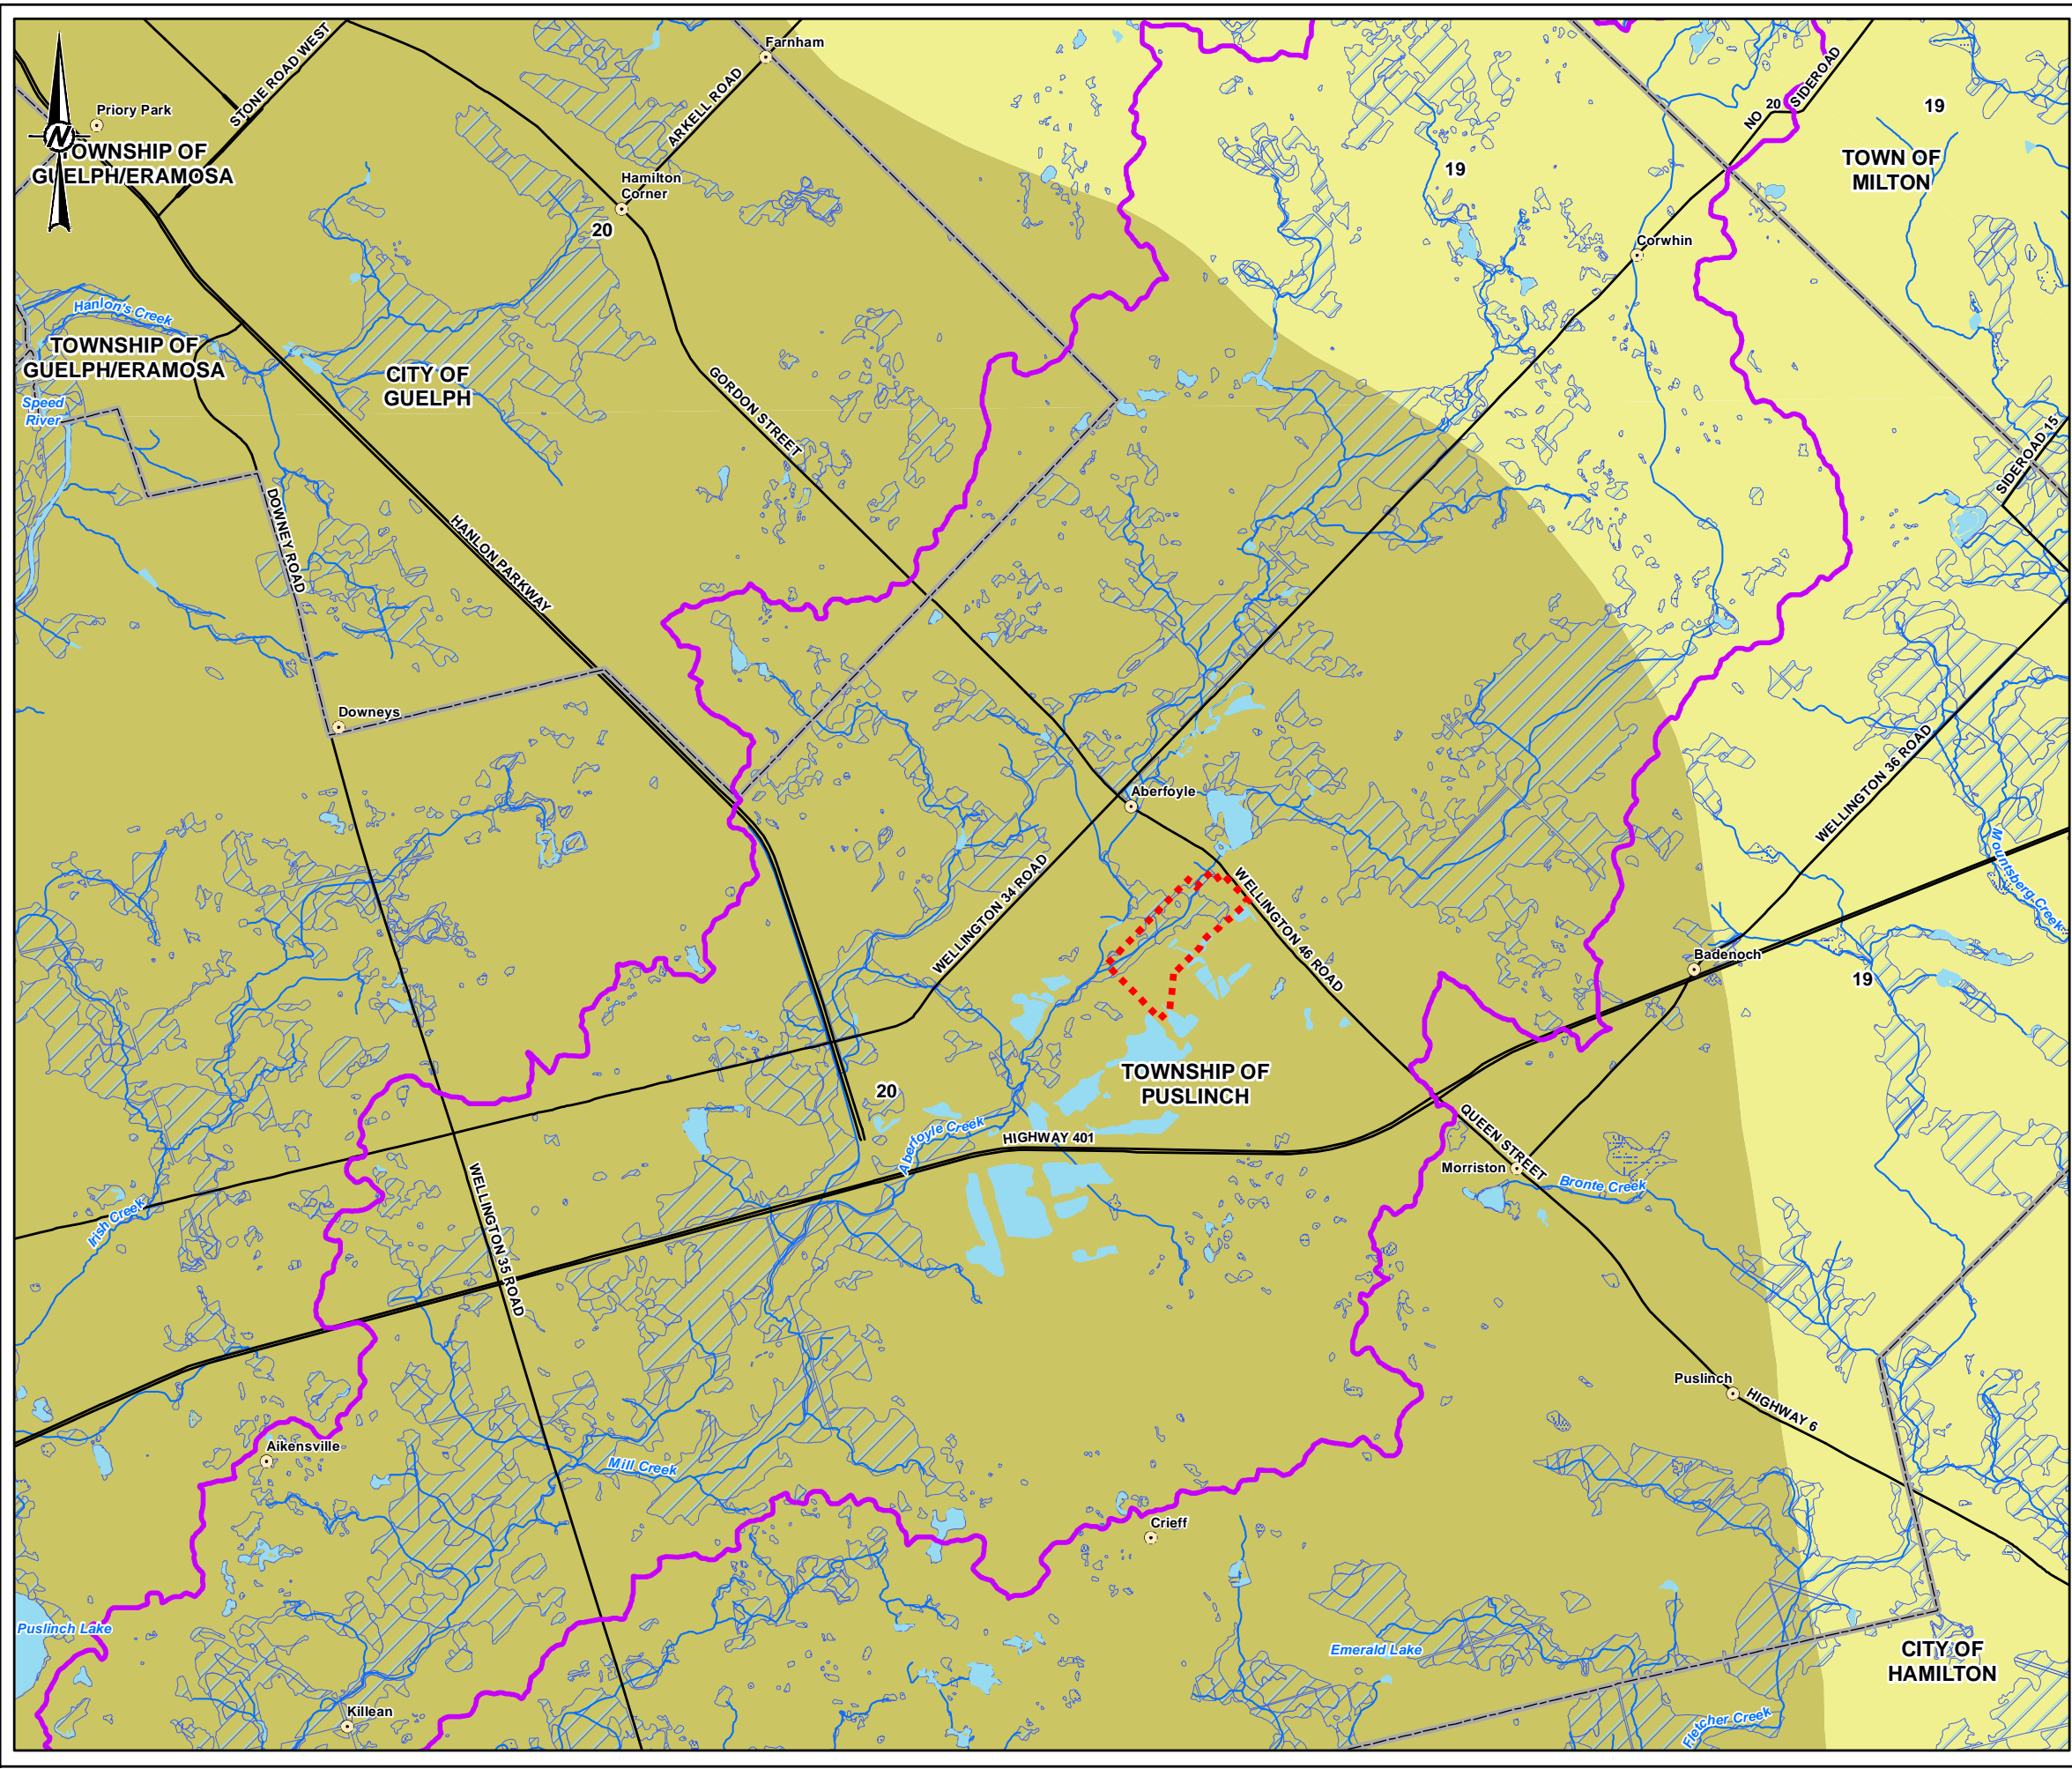 Farnham
STONE ROAD WEST
ARKELL ROAD
NO
20
SIDEROAD
19
Priory Park
N
TOWNSHIP OF
GUELPH/ERAMOSA
TOWN OF
MILTON
19
Hamilton
Corner
20
Corwhin
Hanlon's Creek
TOWNSHIP OF
GUELPH/ERAMOSA
CITY OF
GUELPH
Speed
River
GORDON STREET
SIDEROAD 15
DOWNEY ROAD
HANLON PARKWAY
Downeys
Aberfoyle
WELLINGTON 36 ROAD
Mountsberg Creek
WELLINGTON 34 ROAD
WELLINGTON 46 ROAD
Badenoch
19
TOWNSHIP OF
PUSLINCH
20
Aberfoyle Creek
HIGHWAY 401
QUEEN STREET
Morriston
Bronte Creek
Irish Creek
WELLINGTON 35 ROAD
Puslinch
HIGHWAY 6
Aikensville
Mill Creek
Crieff
Puslinch Lake
Emerald Lake
CITY OF
HAMILTON
Killean
Fletcher Creek